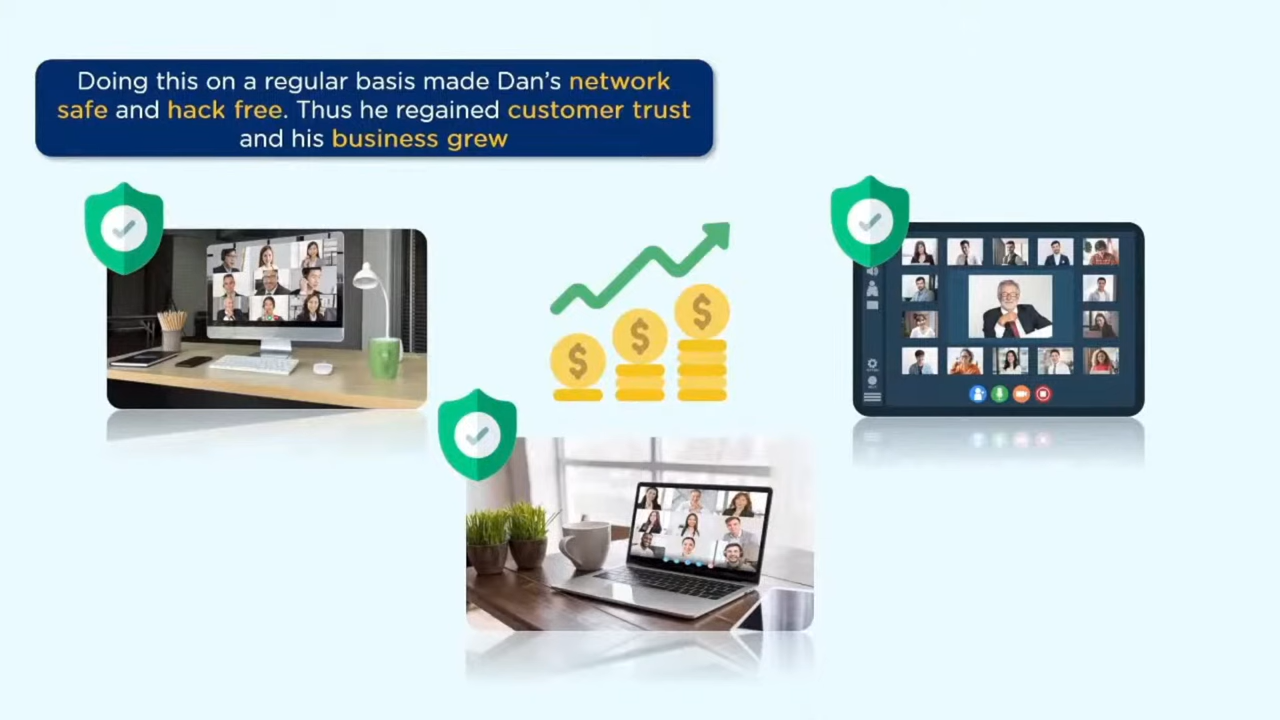 Doing this on a regular basis made Dan's network
safe and hack free. Thus he regained customer trust
and his business grew
$
$
$